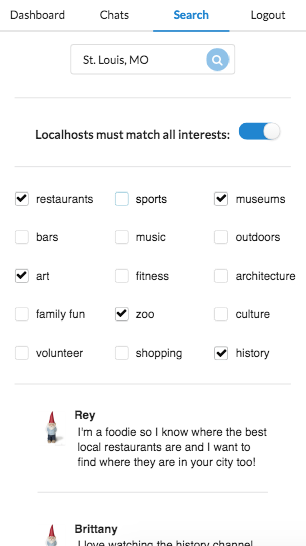 Dashboard Chats Search Logout
St. Louis, MO
Localhosts must match all interests:
restaurants sports museums
bars music outdoors
art fitness architecture
family fun zoo culture
volunteer shopping history
Rey
I'm a foodie so I know where the best
local restaurants are and I want to
find where they are in your city too!
Brittany
I love watching the history channel